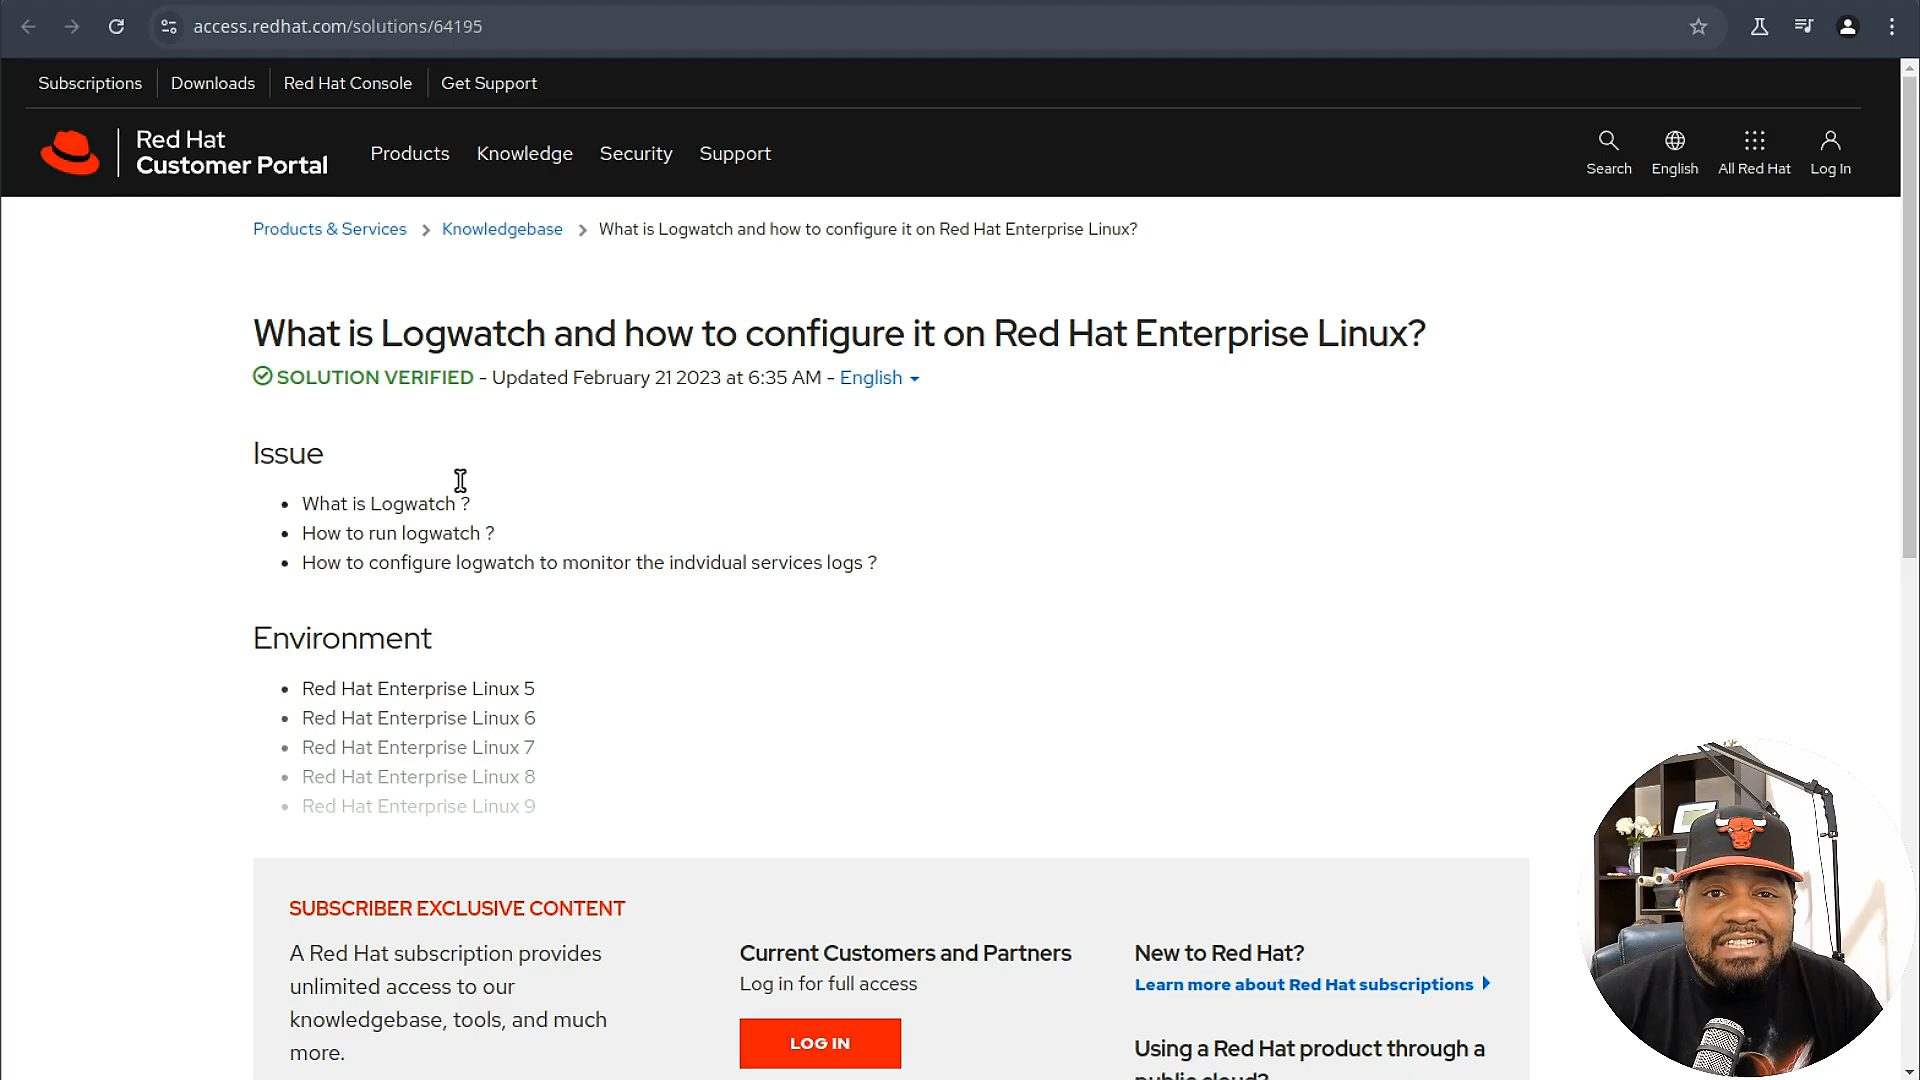 access.redhat.com/solutions/64195
Subscriptions
Downloads
Red Hat Console
Get Support
Red Hat
Customer Portal
Products
Knowledge
Security
Support
Search
English
All Red Hat
Log In
Products & Services
Knowledgebase
What is Logwatch and how to configure it on Red Hat Enterprise Linux?
What is Logwatch and how to configure it on Red Hat Enterprise Linux?
SOLUTION VERIFIED - Updated February 21 2023 at 6:35 AM - English
Issue
What is Logwatch ?
How to run logwatch ?
How to configure logwatch to monitor the indvidual services logs ?
Environment
Red Hat Enterprise Linux 5
Red Hat Enterprise Linux 6
Red Hat Enterprise Linux 7
Red Hat Enterprise Linux 8
Red Hat Enterprise Linux 9
SUBSCRIBER EXCLUSIVE CONTENT
A Red Hat subscription provides
unlimited access to our
knowledgebase, tools, and much
more.
Current Customers and Partners
Log in for full access
LOG IN
New to Red Hat?
Learn more about Red Hat subscriptions
Using a Red Hat product through a
public cloud?